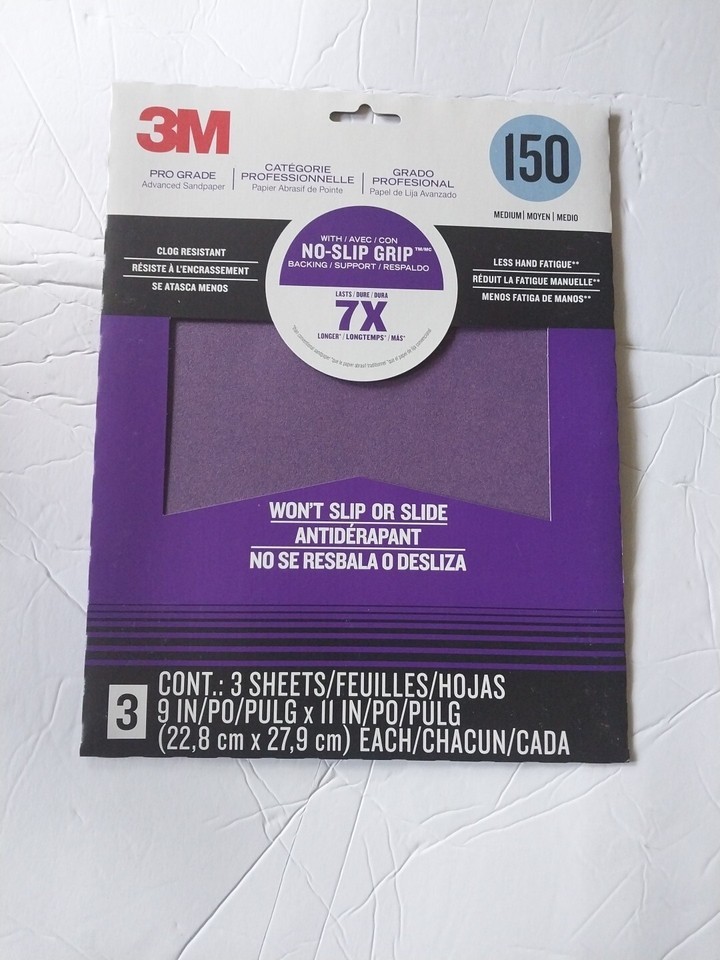 3M
150
PRO GRADE
Advanced Sandpaper
CATÉGORIE
PROFESSIONNELLE
Papier Abrasif de Pointe
GRADO
PROFESIONAL
Papel de Lija Avanzado
MEDIUM | MOYEN | MEDIO
CLOG RESISTANT
RÉSISTE À L'ENCRASSEMENT
SE ATASCA MENOS
WITH / AVEC / CON
NO-SLIP GRIP™/MC
BACKING / SUPPORT / RESPALDO
LASTS / DURE / DURA
7X
LONGER* / LONGTEMPS* / MÁS*
LESS HAND FATIGUE**
RÉDUIT LA FATIGUE MANUELLE**
MENOS FATIGA DE MANOS**
WON'T SLIP OR SLIDE
ANTIDÉRAPANT
NO SE RESBALA O DESLIZA
3
CONT.: 3 SHEETS/FEUILLES/HOJAS
9 IN/PO/PULG x 11 IN/PO/PULG
(22,8 cm x 27,9 cm) EACH/CHACUN/CADA